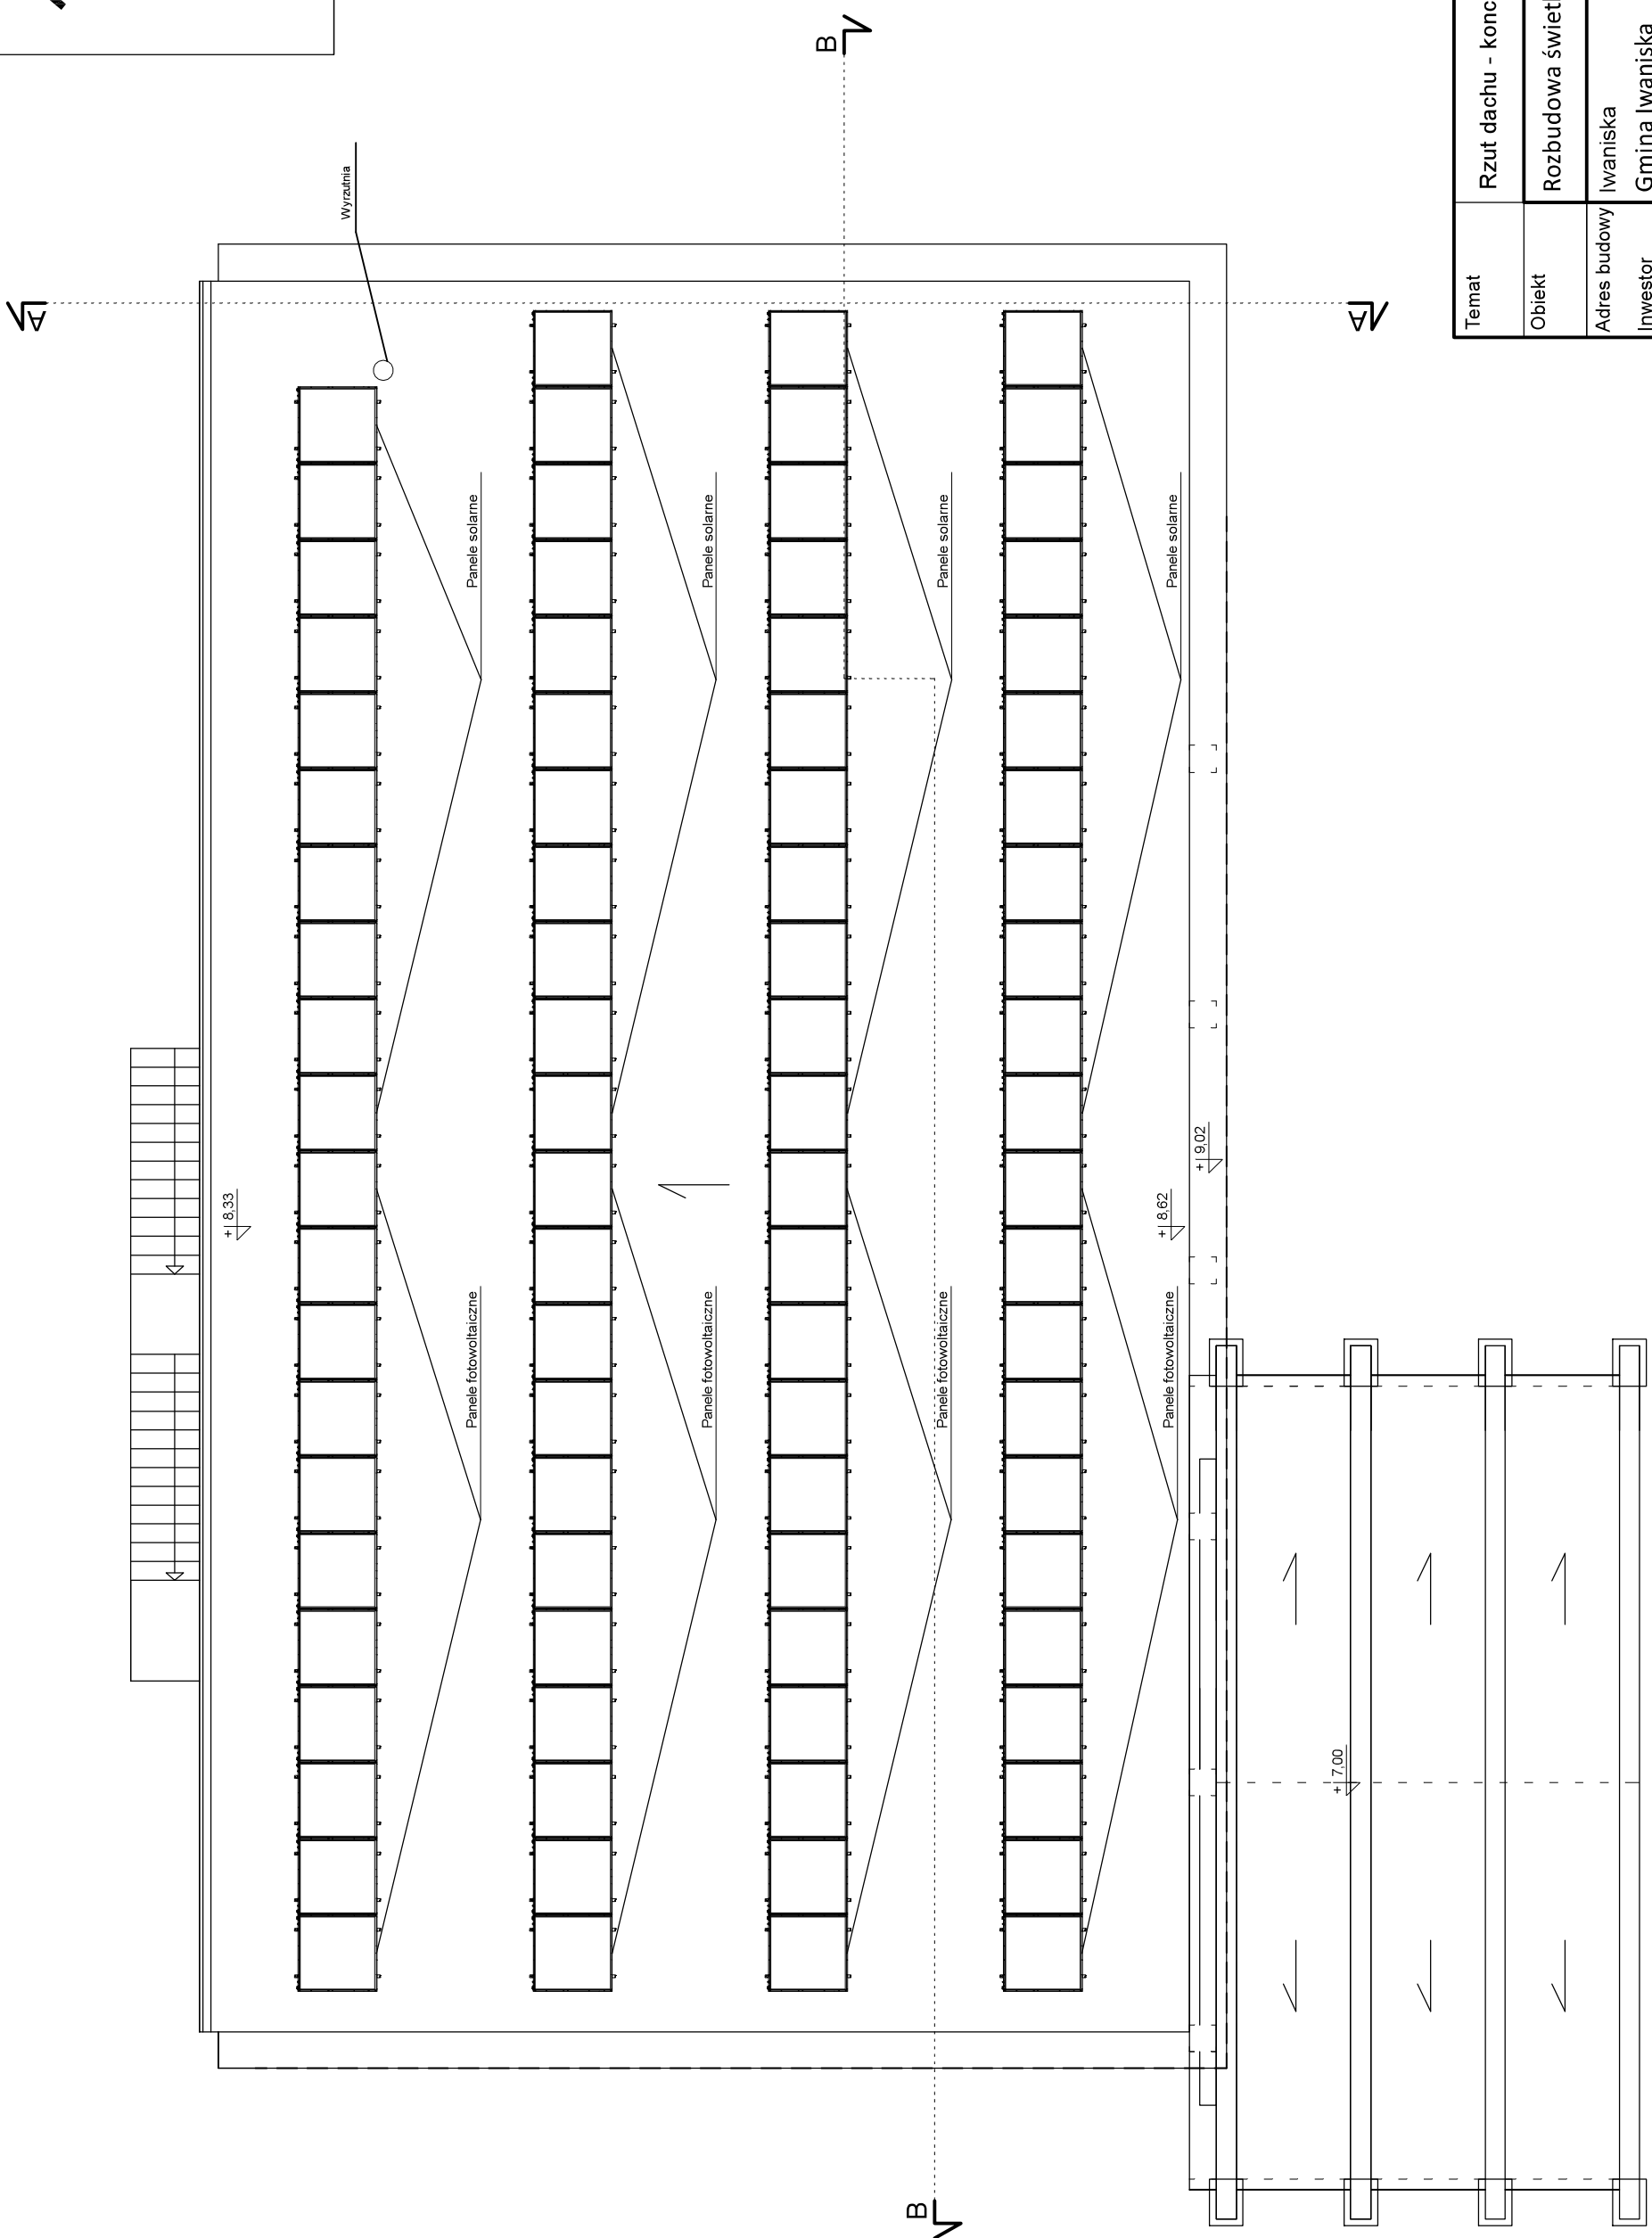 B
Wyrzutnia
A
A
Panele solarne
Panele solarne
Panele solarne
Panele solarne
+ 8,33
+ 8,62
+ 9,02
Panele fotowoltaiczne
Panele fotowoltaiczne
Panele fotowoltaiczne
Panele fotowoltaiczne
+ 7,00
B
Temat Rzut dachu - konc
Obiekt Rozbudowa świetl
Adres budowy Iwaniska
Inwestor Gmina Iwaniska